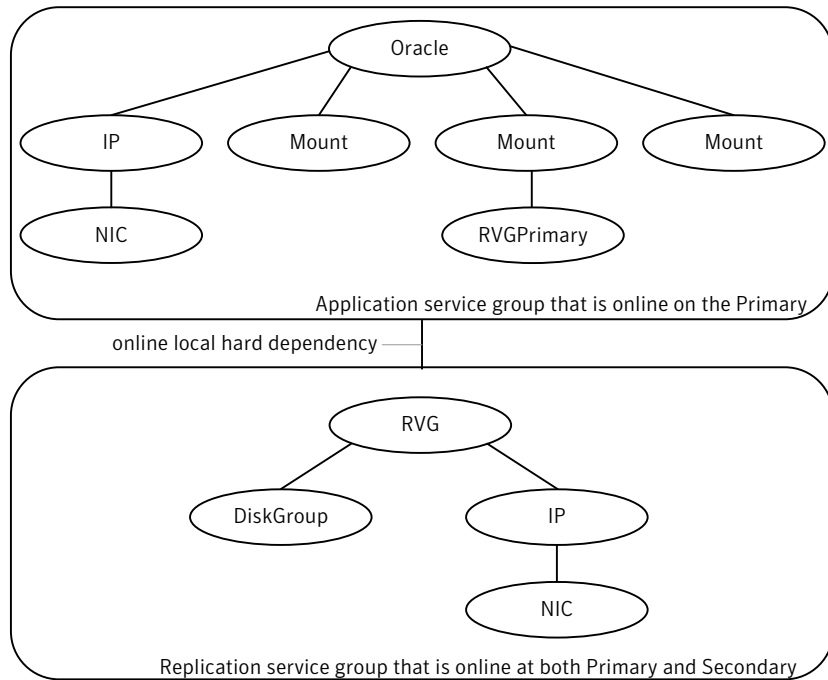 Oracle
IP
Mount
Mount
Mount
NIC
RVGPrimary
Application service group that is online on the Primary
online local hard dependency
RVG
DiskGroup
IP
NIC
Replication service group that is online at both Primary and Secondary